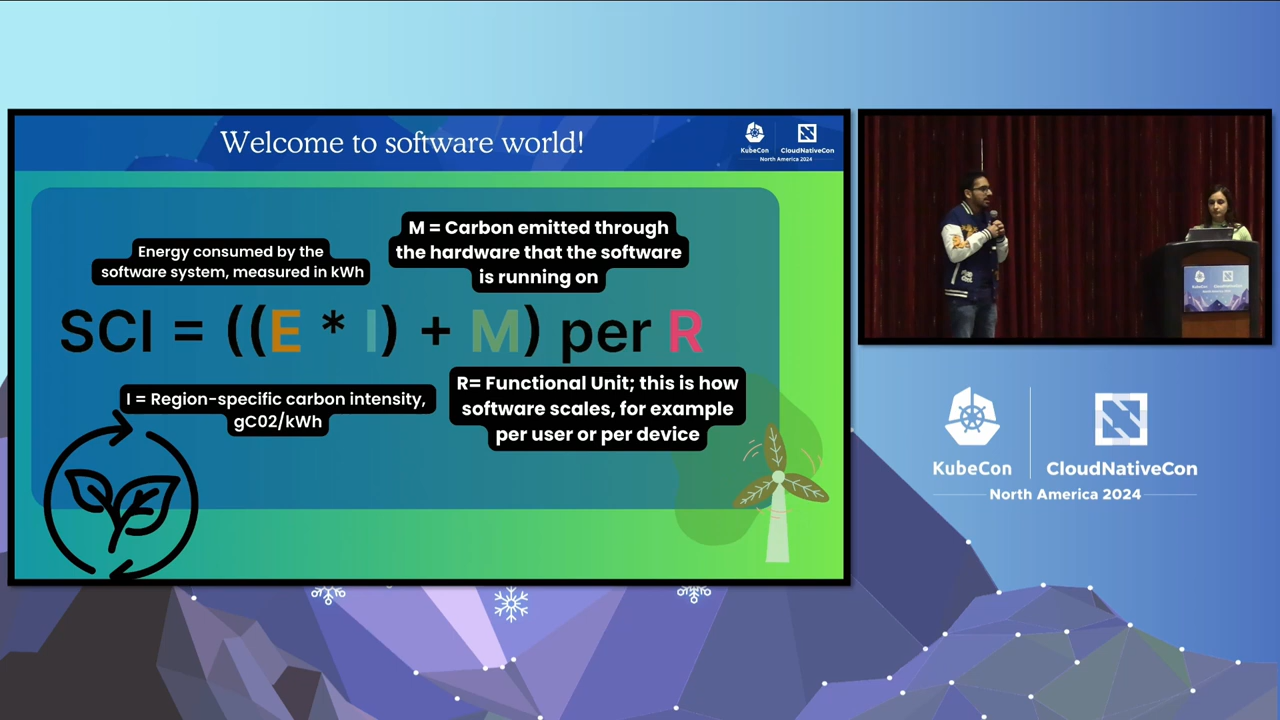 Welcome to software world!
KubeCon
CloudNativeCon
North America 2024
Energy consumed by the
software system, measured in kWh
M = Carbon emitted through
the hardware that the software
is running on
SCI = ((E * I) + M) per R
I = Region-specific carbon intensity,
gC02/kWh
R= Functional Unit; this is how
software scales, for example
per user or per device
KubeCon
CloudNativeCon
KubeCon
CloudNativeCon
North America 2024